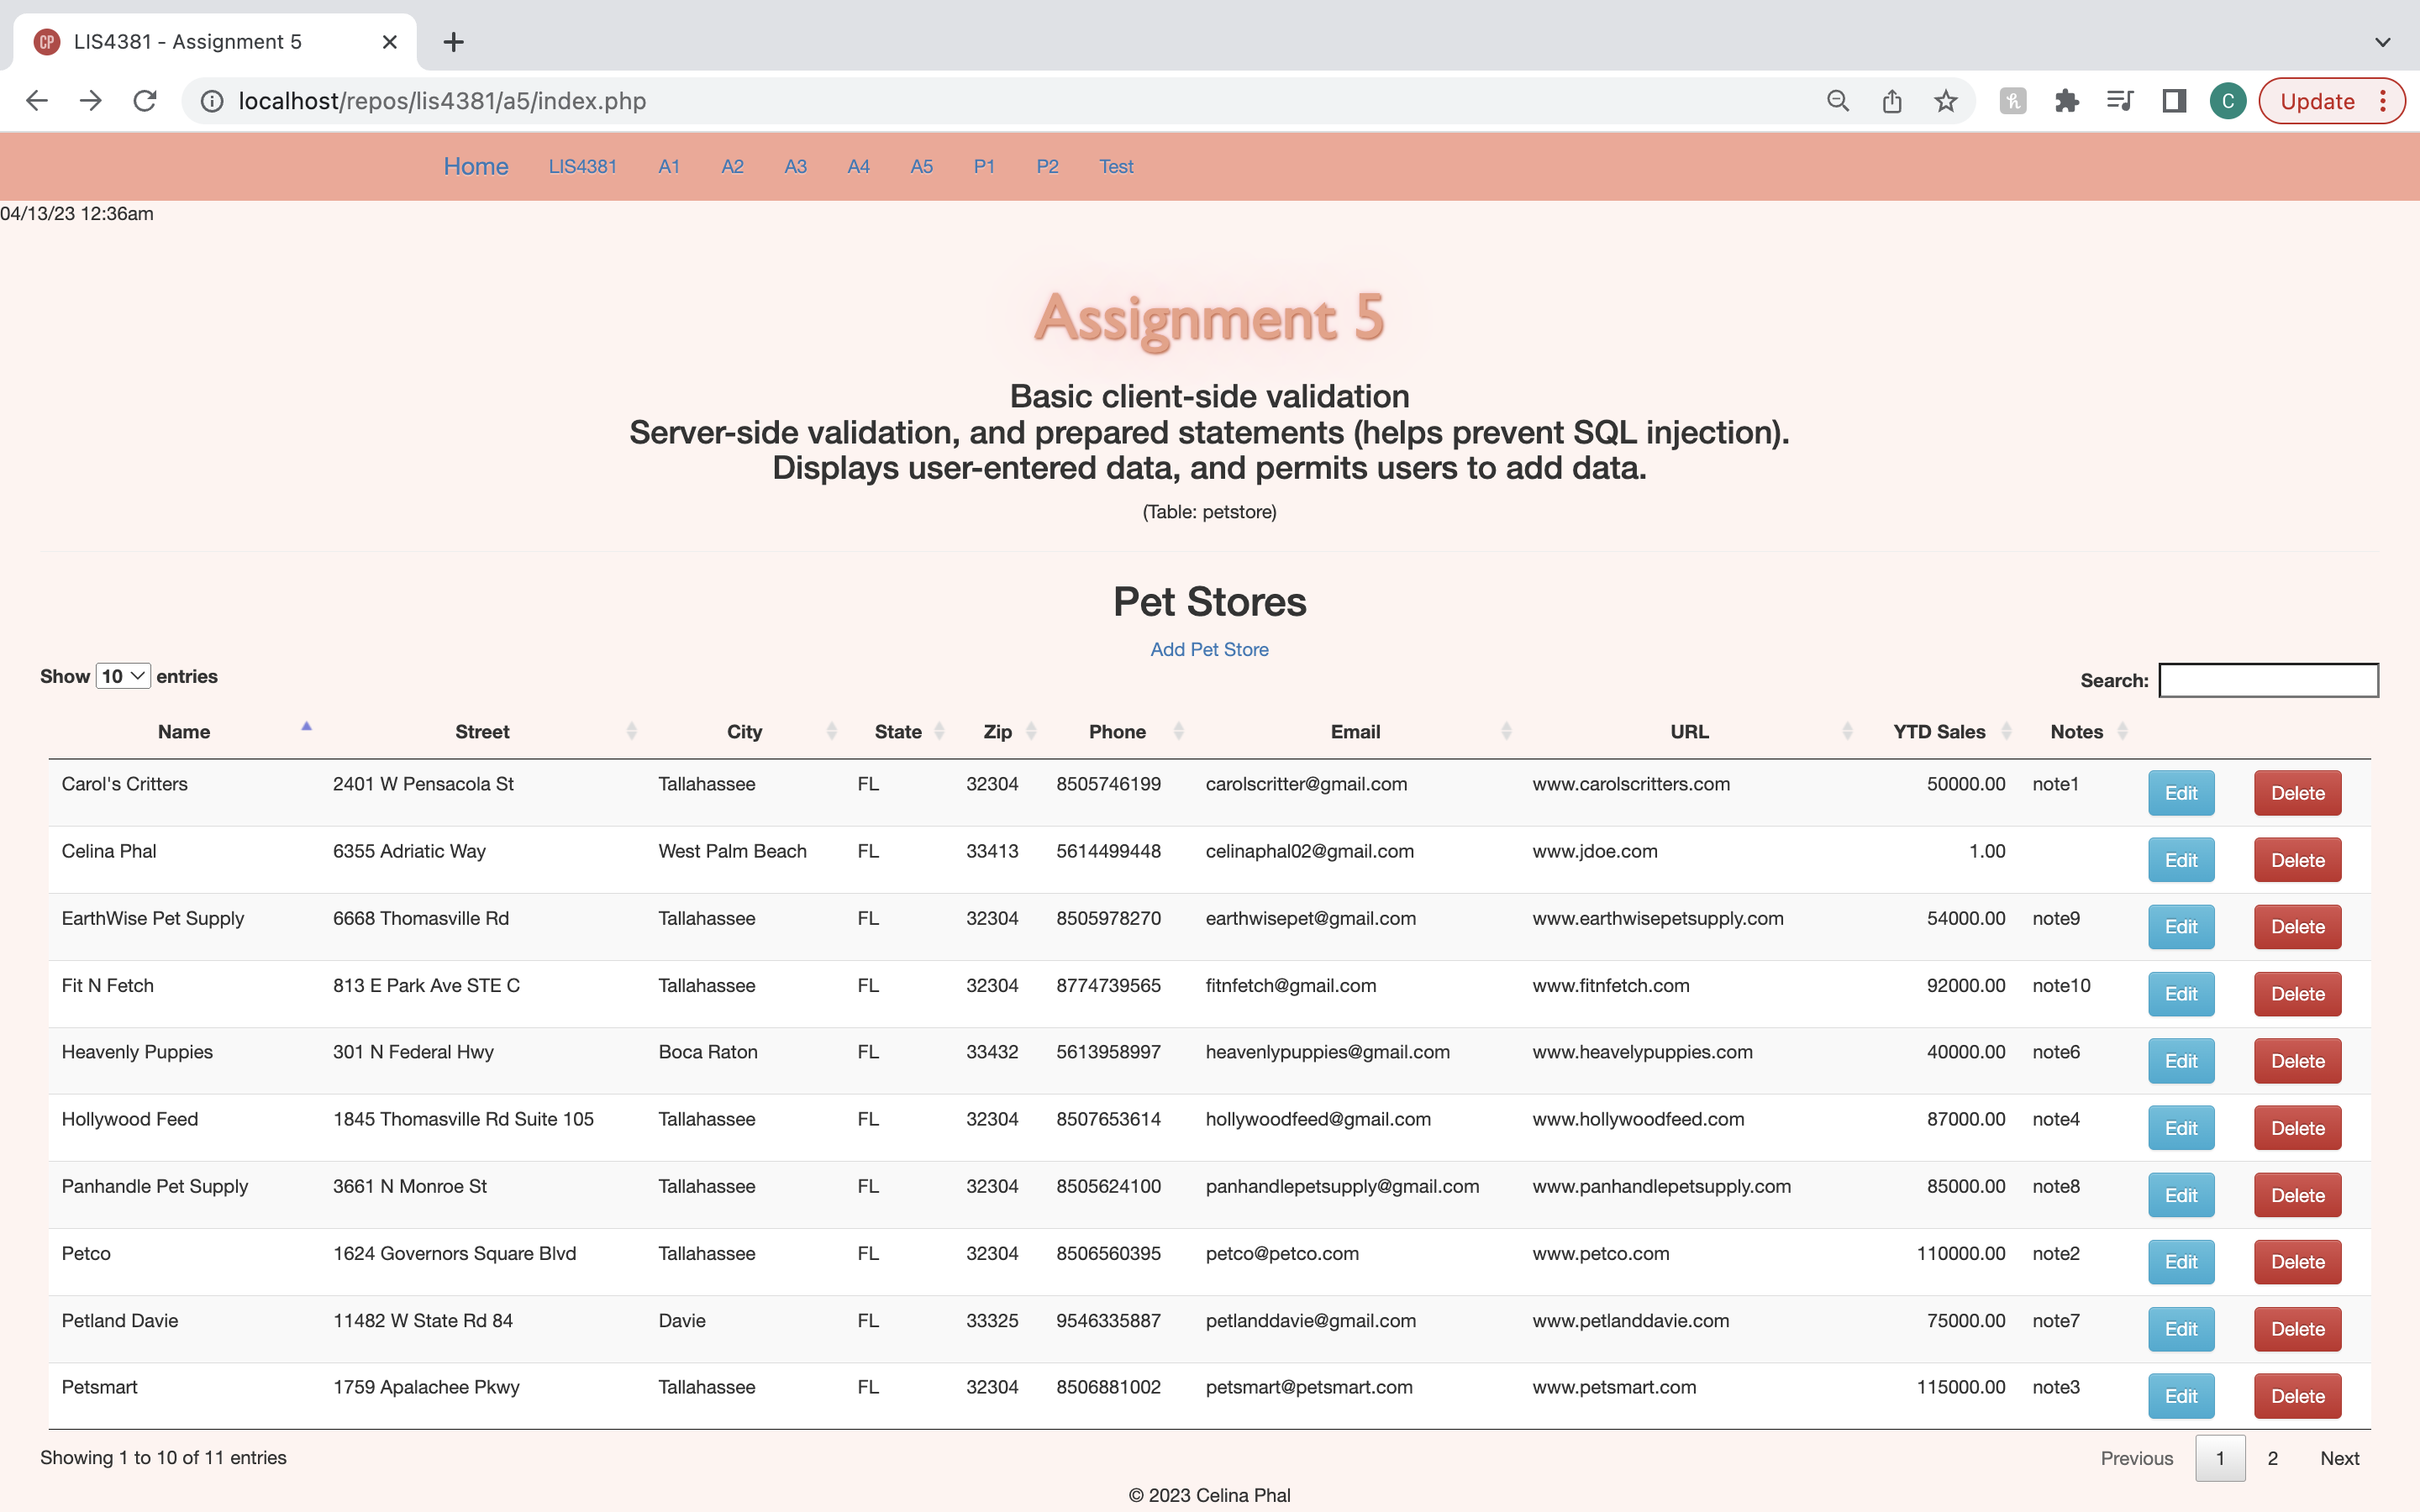 CP LIS4381 - Assignment 5
localhost/repos/lis4381/a5/index.php C Update
Home LIS4381 A1 A2 A3 A4 A5 P1 P2 Test
04/13/23 12:36am
Assignment 5
Basic client-side validation
Server-side validation, and prepared statements (helps prevent SQL injection).
Displays user-entered data, and permits users to add data.
(Table: petstore)
Pet Stores
Add Pet Store
Show 10 entries Search:
Name Street City State Zip Phone Email URL YTD Sales Notes
Carol's Critters 2401 W Pensacola St Tallahassee FL 32304 8505746199 carolscritter@gmail.com www.carolscritters.com 50000.00 note1 Edit Delete
Celina Phal 6355 Adriatic Way West Palm Beach FL 33413 5614499448 celinaphal02@gmail.com www.jdoe.com 1.00 Edit Delete
EarthWise Pet Supply 6668 Thomasville Rd Tallahassee FL 32304 8505978270 earthwisepet@gmail.com www.earthwisepetsupply.com 54000.00 note9 Edit Delete
Fit N Fetch 813 E Park Ave STE C Tallahassee FL 32304 8774739565 fitnfetch@gmail.com www.fitnfetch.com 92000.00 note10 Edit Delete
Heavenly Puppies 301 N Federal Hwy Boca Raton FL 33432 5613958997 heavenlypuppies@gmail.com www.heavelypuppies.com 40000.00 note6 Edit Delete
Hollywood Feed 1845 Thomasville Rd Suite 105 Tallahassee FL 32304 8507653614 hollywoodfeed@gmail.com www.hollywoodfeed.com 87000.00 note4 Edit Delete
Panhandle Pet Supply 3661 N Monroe St Tallahassee FL 32304 8505624100 panhandlepetsupply@gmail.com www.panhandlepetsupply.com 85000.00 note8 Edit Delete
Petco 1624 Governors Square Blvd Tallahassee FL 32304 8506560395 petco@petco.com www.petco.com 110000.00 note2 Edit Delete
Petland Davie 11482 W State Rd 84 Davie FL 33325 9546335887 petlanddavie@gmail.com www.petlanddavie.com 75000.00 note7 Edit Delete
Petsmart 1759 Apalachee Pkwy Tallahassee FL 32304 8506881002 petsmart@petsmart.com www.petsmart.com 115000.00 note3 Edit Delete
Showing 1 to 10 of 11 entries Previous 1 2 Next
© 2023 Celina Phal